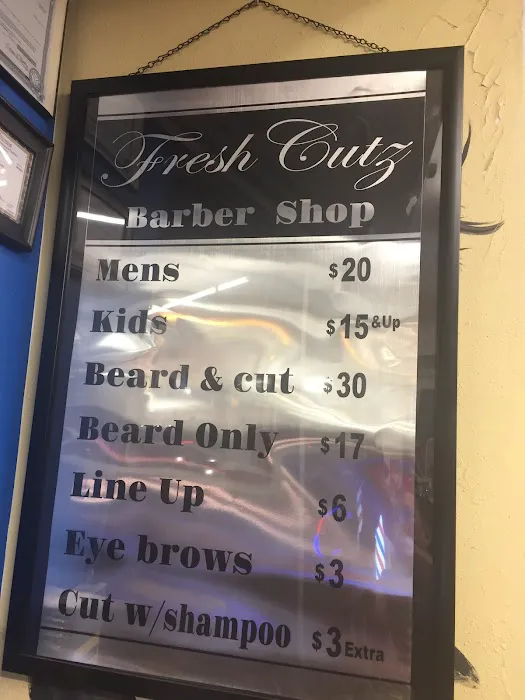 Fresh Cutz
Barber Shop
Mens $20
Kids $15 &Up
Beard & cut $30
Beard Only $17
Line Up $6
Eye brows $3
Cut w/shampoo $3 Extra